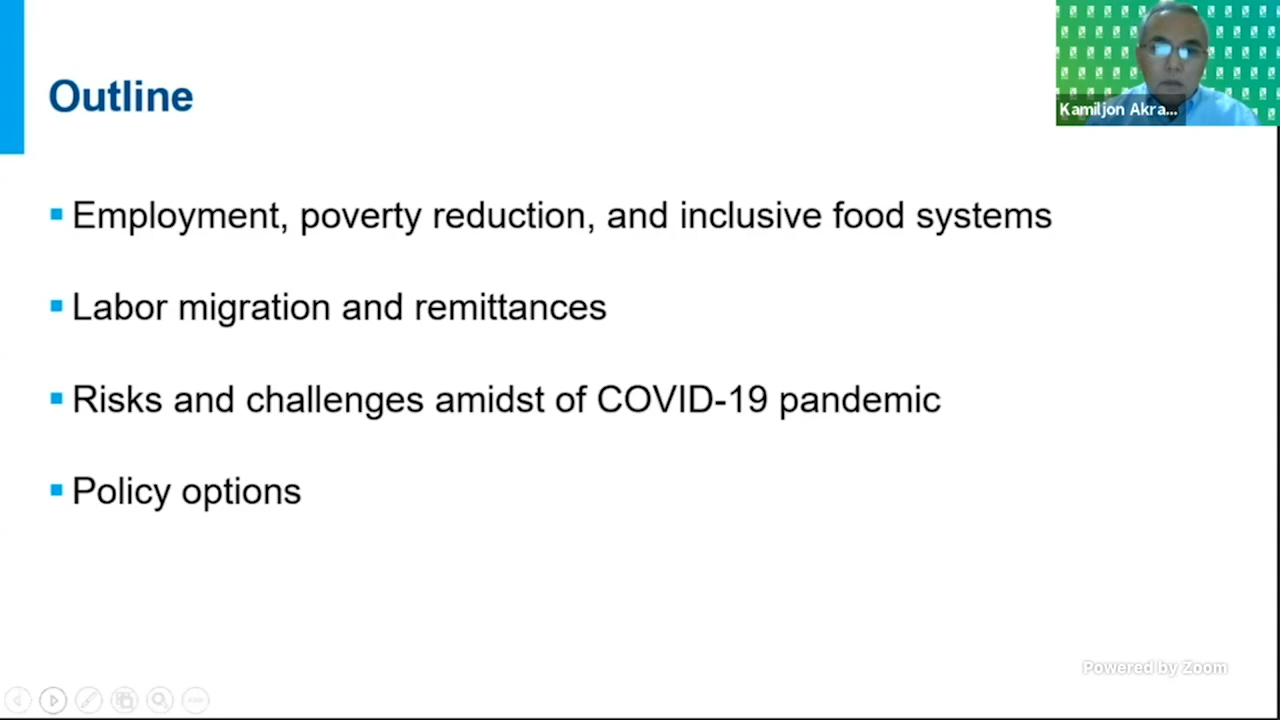 Outline
Kamiljon Akra...
Employment, poverty reduction, and inclusive food systems
Labor migration and remittances
Risks and challenges amidst of COVID-19 pandemic
Policy options
Powered by Zoom